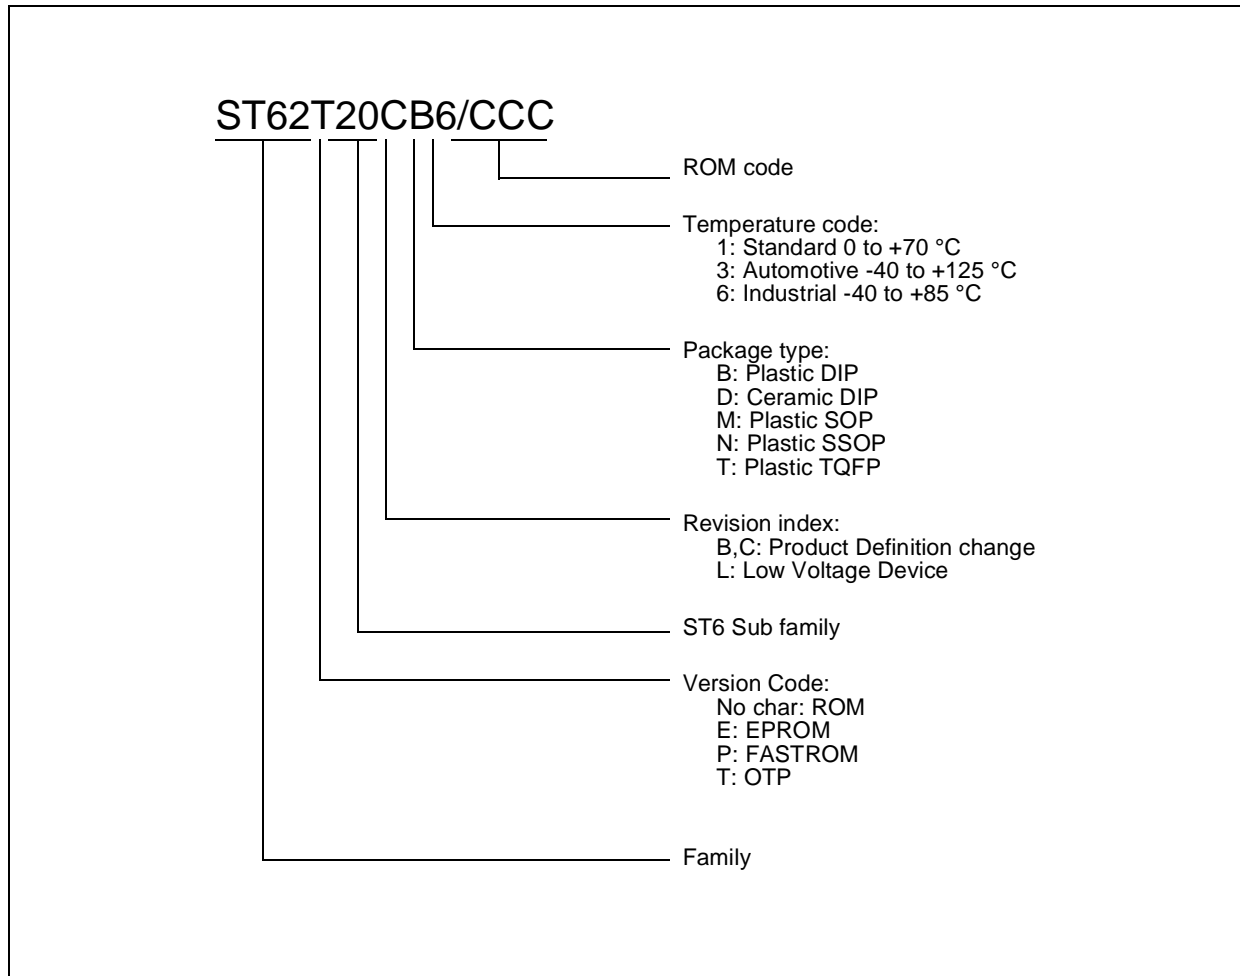 ST62T20CB6/CCC
ROM code
Temperature code:
1: Standard 0 to +70 °C
3: Automotive -40 to +125 °C
6: Industrial -40 to +85 °C
Package type:
B: Plastic DIP
D: Ceramic DIP
M: Plastic SOP
N: Plastic SSOP
T: Plastic TQFP
Revision index:
B,C: Product Definition change
L: Low Voltage Device
ST6 Sub family
Version Code:
No char: ROM
E: EPROM
P: FASTROM
T: OTP
Family